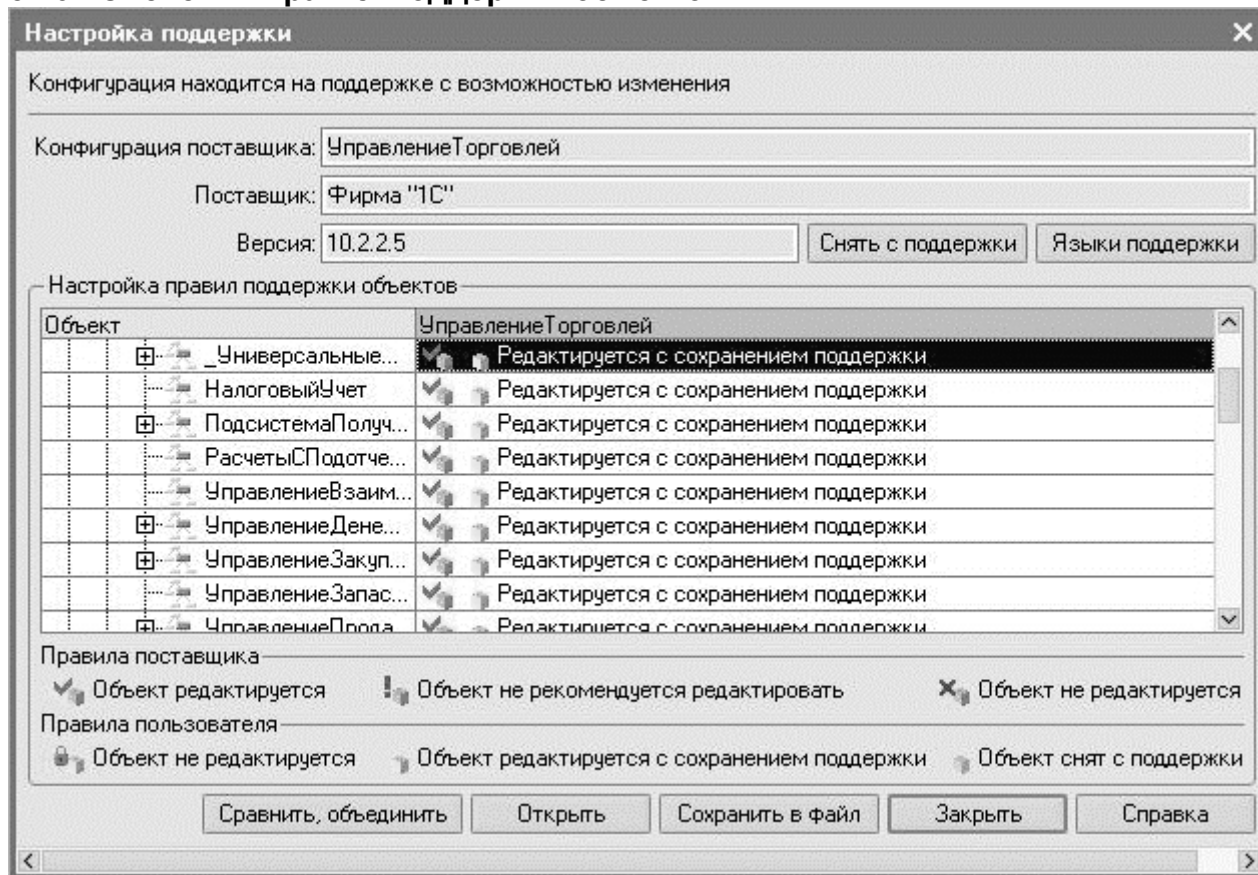 Настройка поддержки
Конфигурация находится на поддержке с возможностью изменения
Конфигурация поставщика: УправлениеТорговлей
Поставщик: Фирма "1С"
Версия: 10.2.2.5 Снять с поддержки Языки поддержки
Настройка правил поддержки объектов
Объект УправлениеТорговлей
_Универсальные... Редактируется с сохранением поддержки
НалоговыйУчет Редактируется с сохранением поддержки
ПодсистемаПолуч... Редактируется с сохранением поддержки
РасчетыСПодотче... Редактируется с сохранением поддержки
УправлениеВзаим... Редактируется с сохранением поддержки
УправлениеДене... Редактируется с сохранением поддержки
УправлениеЗакуп... Редактируется с сохранением поддержки
УправлениеЗапас... Редактируется с сохранением поддержки
УправлениеПрода... Редактируется с сохранением поддержки
Правила поставщика
Объект редактируется Объект не рекомендуется редактировать Объект не редактируется
Правила пользователя
Объект не редактируется Объект редактируется с сохранением поддержки Объект снят с поддержки
Сравнить, объединить Открыть Сохранить в файл Закрыть Справка